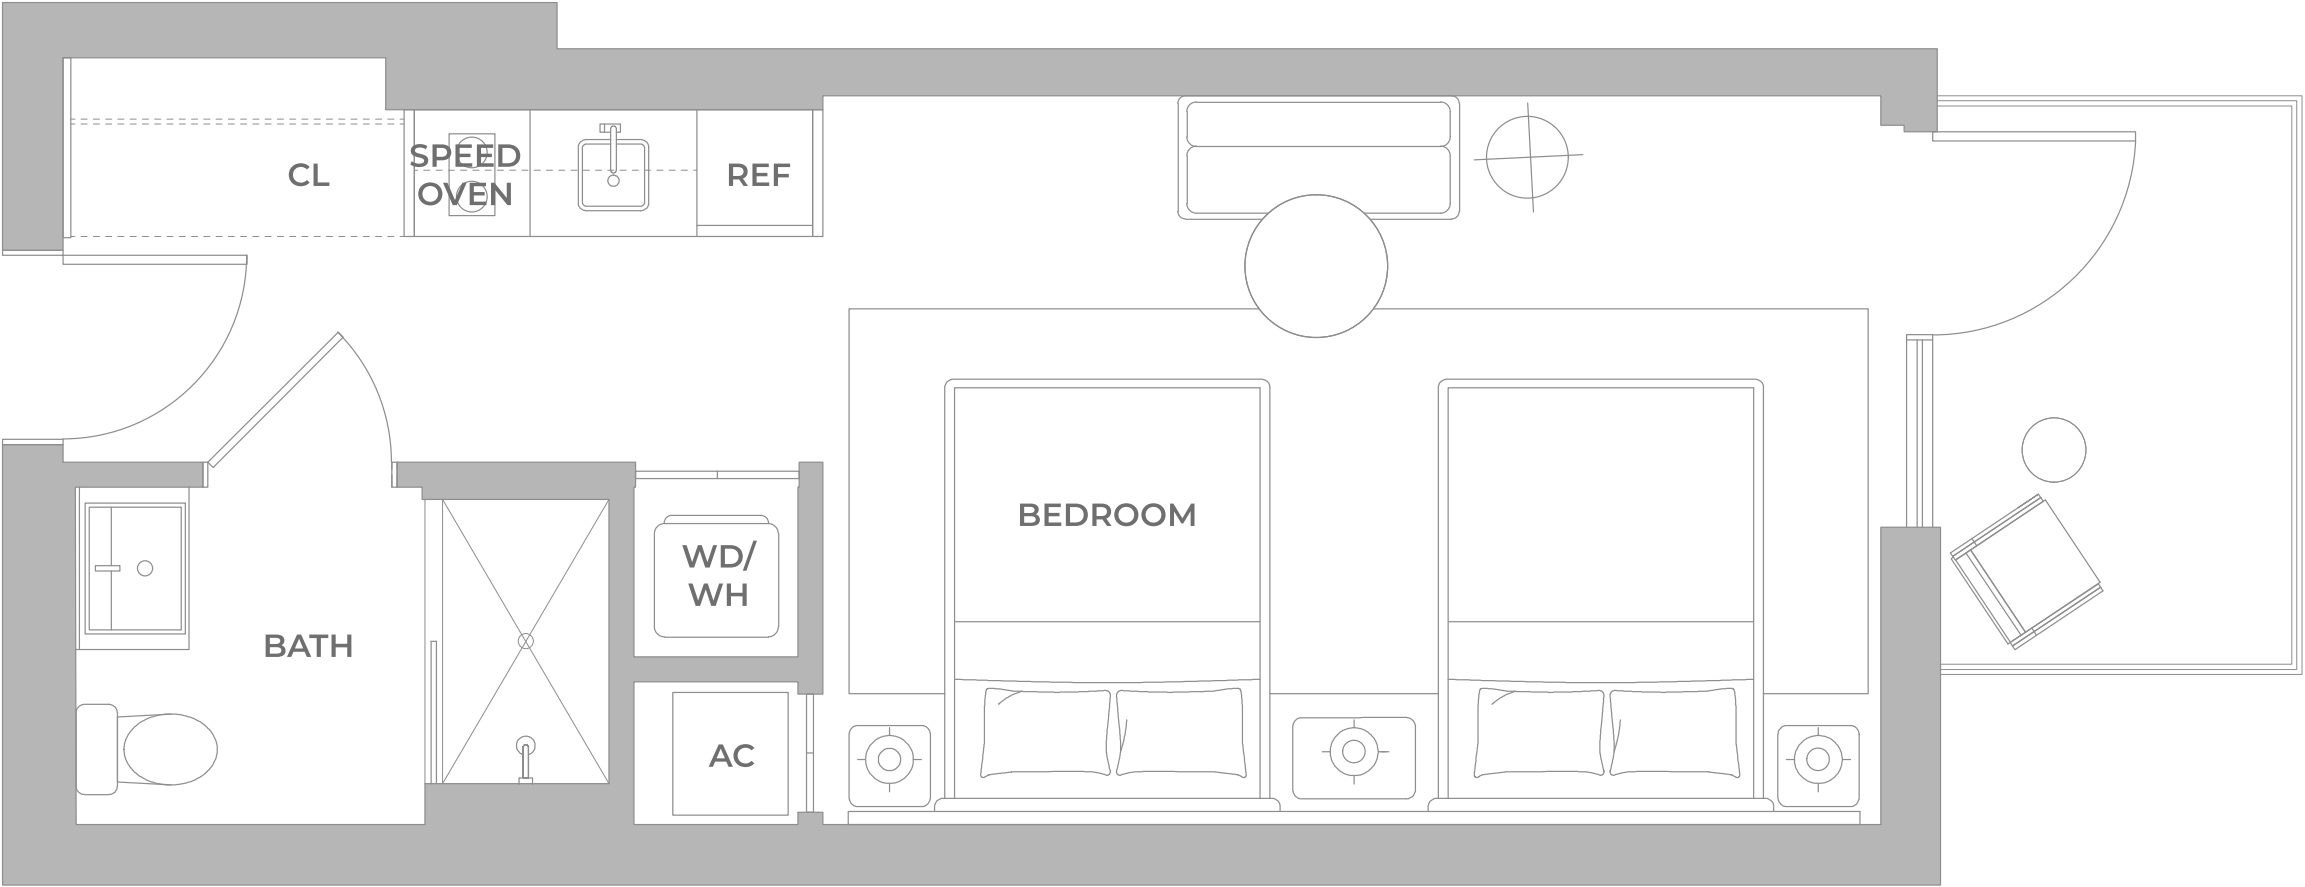 CL
SPEED
OVEN
REF
BEDROOM
WD/
WH
BATH
AC